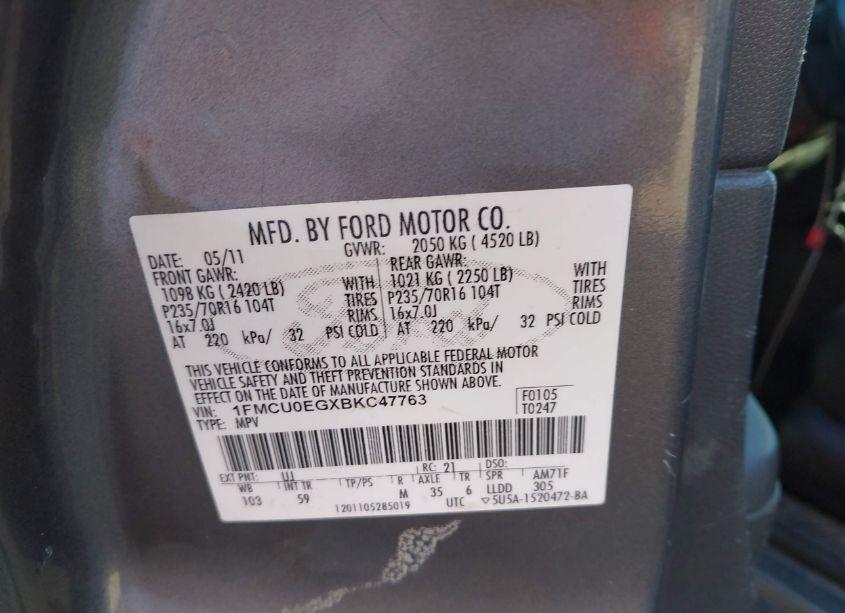 MFD. BY FORD MOTOR CO.
DATE: 05/11 GVWR: 2050 KG ( 4520 LB)
FRONT GAWR: REAR GAWR:
1098 KG ( 2420 LB) WITH 1021 KG ( 2250 LB) WITH
P235/70R16 104T TIRES P235/70R16 104T TIRES
16x7.0J RIMS 16x7.0J RIMS
AT 220 kPa/ 32 PSI COLD AT 220 kPa/ 32 PSI COLD
THIS VEHICLE CONFORMS TO ALL APPLICABLE FEDERAL MOTOR
VEHICLE SAFETY AND THEFT PREVENTION STANDARDS IN
EFFECT ON THE DATE OF MANUFACTURE SHOWN ABOVE.
VIN: 1FMCU0EGXBKC47763 F0105
TYPE: MPV T0247
EXT PNT: UJ RC: 21 DSO:
WB INT TR TP/PS R AXLE TR SPR AM71F
103 59 M 35 6 LLDD 305
1201105285019 UTC ▽5U5A-1520472-BA